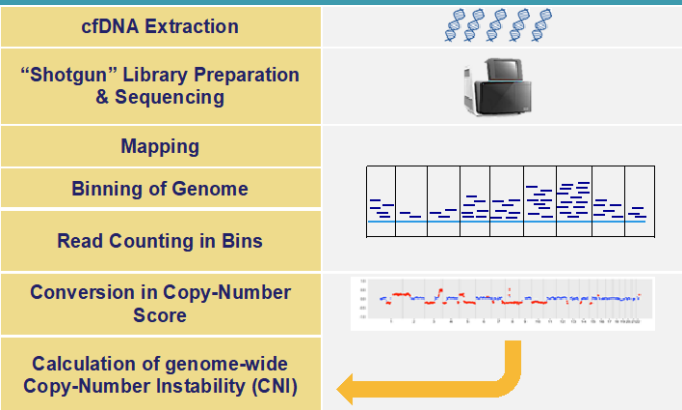 cfDNA Extraction
“Shotgun” Library Preparation
& Sequencing
Mapping
Binning of Genome
Read Counting in Bins
Conversion in Copy-Number
Score
Calculation of genome-wide
Copy-Number Instability (CNI)